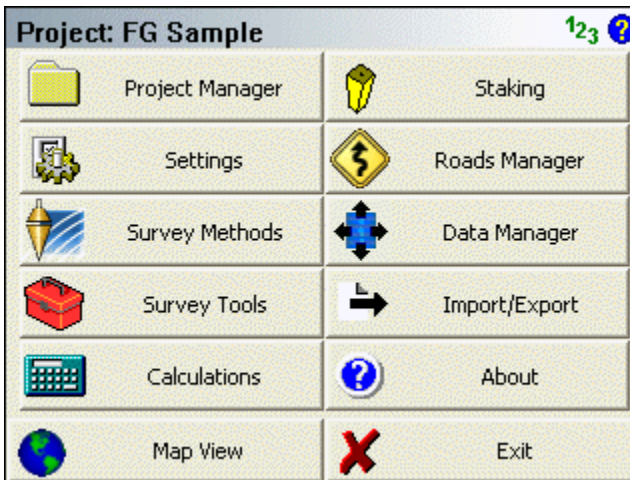 Project: FG Sample 123 ?
Project Manager
Staking
Settings
Roads Manager
Survey Methods
Data Manager
Survey Tools
Import/Export
Calculations
? About
Map View
Exit